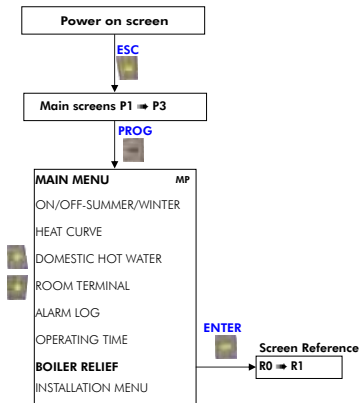 Power on screen
ESC
Main screens P1 ➠ P3
PROG
MAIN MENU MP
ON/OFF-SUMMER/WINTER
HEAT CURVE
DOMESTIC HOT WATER
ROOM TERMINAL
ALARM LOG
OPERATING TIME
ENTER
Screen Reference
BOILER RELIEF
R0 ➠ R1
INSTALLATION MENU